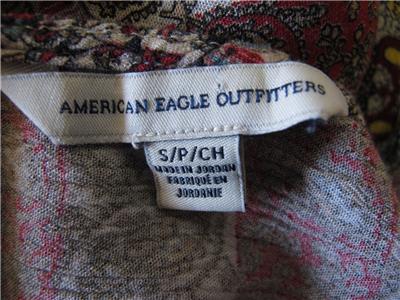 AMERICAN EAGLE OUTFITTERS
S/P/CH
MADE IN JORDAN
FABRIQUÉ EN
JORDANIE